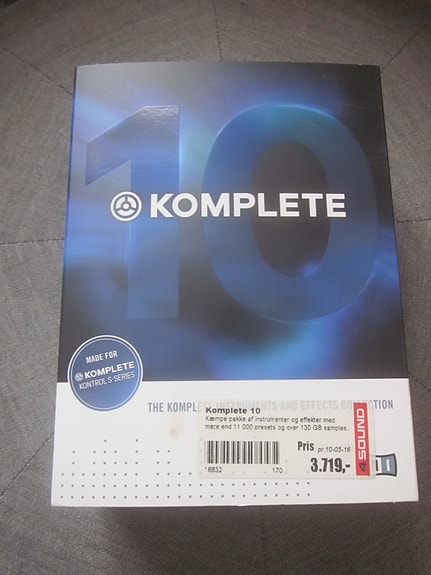 10
KOMPLETE
MADE FOR
KOMPLETE
KONTROL S-SERIES
THE KOMPLETE INSTRUMENTS AND EFFECTS COLLECTION
Komplete 10
Kæmpe pakke af instrumenter og effekter med
mere end 11.000 presets og over 130 GB samples.
18832 170
Pris pr.10-05-16
3.719,-
4SOUND